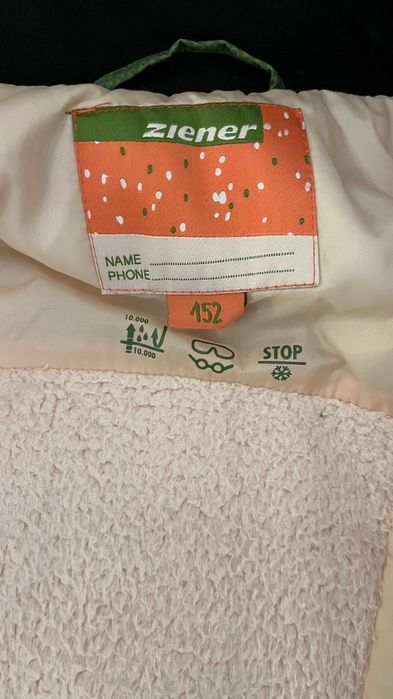 ziener
NAME
PHONE
152
10.000
10.000
STOP